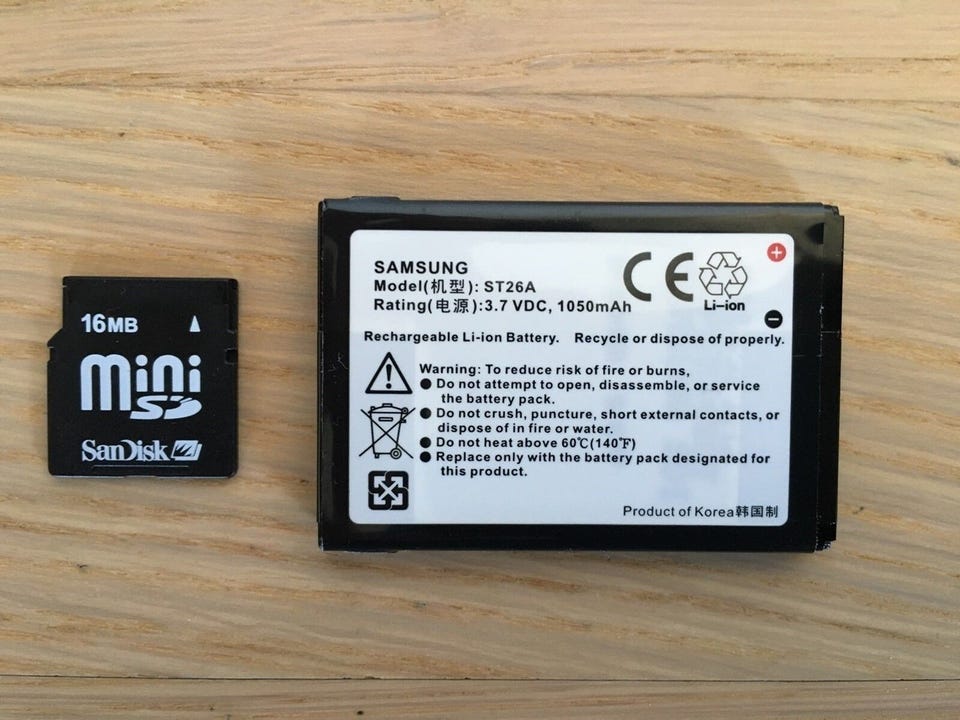 16MB
mini
SD
SanDisk
SAMSUNG
Model(机型): ST26A
Rating(电源):3.7 VDC, 1050mAh
CE
Li-ion
+
−
Rechargeable Li-ion Battery. Recycle or dispose of properly.
Warning: To reduce risk of fire or burns,
● Do not attempt to open, disassemble, or service
the battery pack.
● Do not crush, puncture, short external contacts, or
dispose of in fire or water.
● Do not heat above 60℃(140℉)
● Replace only with the battery pack designated for
this product.
Product of Korea韩国制